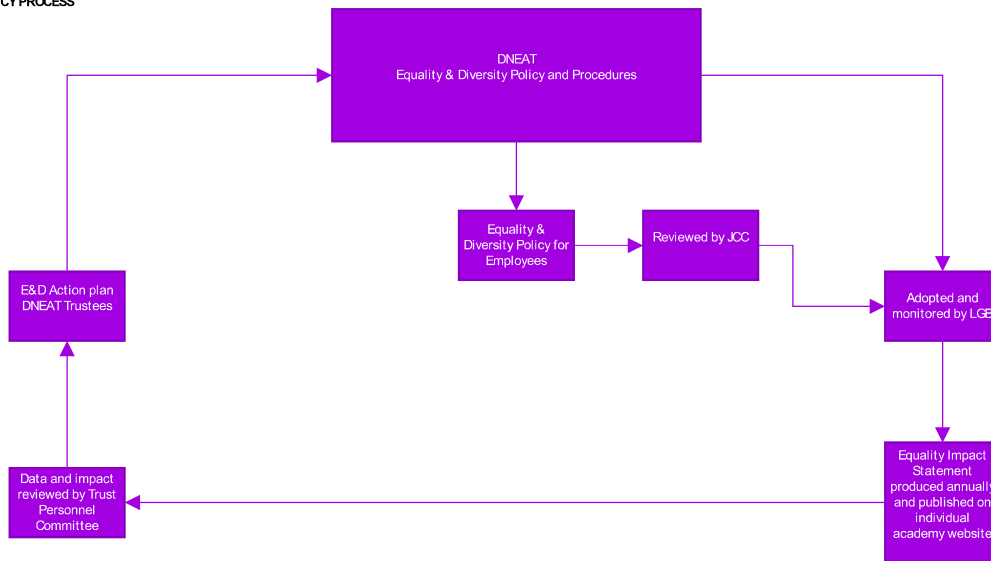 CY PROCESS
DNEAT
Equality & Diversity Policy and Procedures
Equality &
Diversity Policy for
Employees
Reviewed by JCC
E&D Action plan
DNEAT Trustees
Adopted and
monitored by LGB
Data and impact
reviewed by Trust
Personnel
Committee
Equality Impact
Statement
produced annually
and published on
individual
academy website